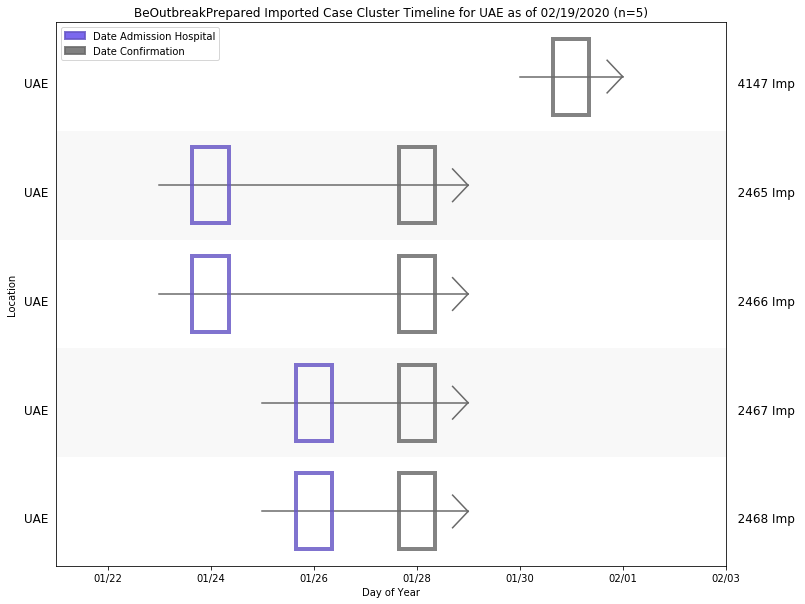 BeOutbreakPrepared Imported Case Cluster Timeline for UAE as of 02/19/2020 (n=5)
Date Admission Hospital
Date Confirmation
UAE 4147 Imp
UAE 2465 Imp
UAE 2466 Imp
Location
UAE 2467 Imp
UAE 2468 Imp
01/22 01/24 01/26 01/28 01/30 02/01 02/03
Day of Year